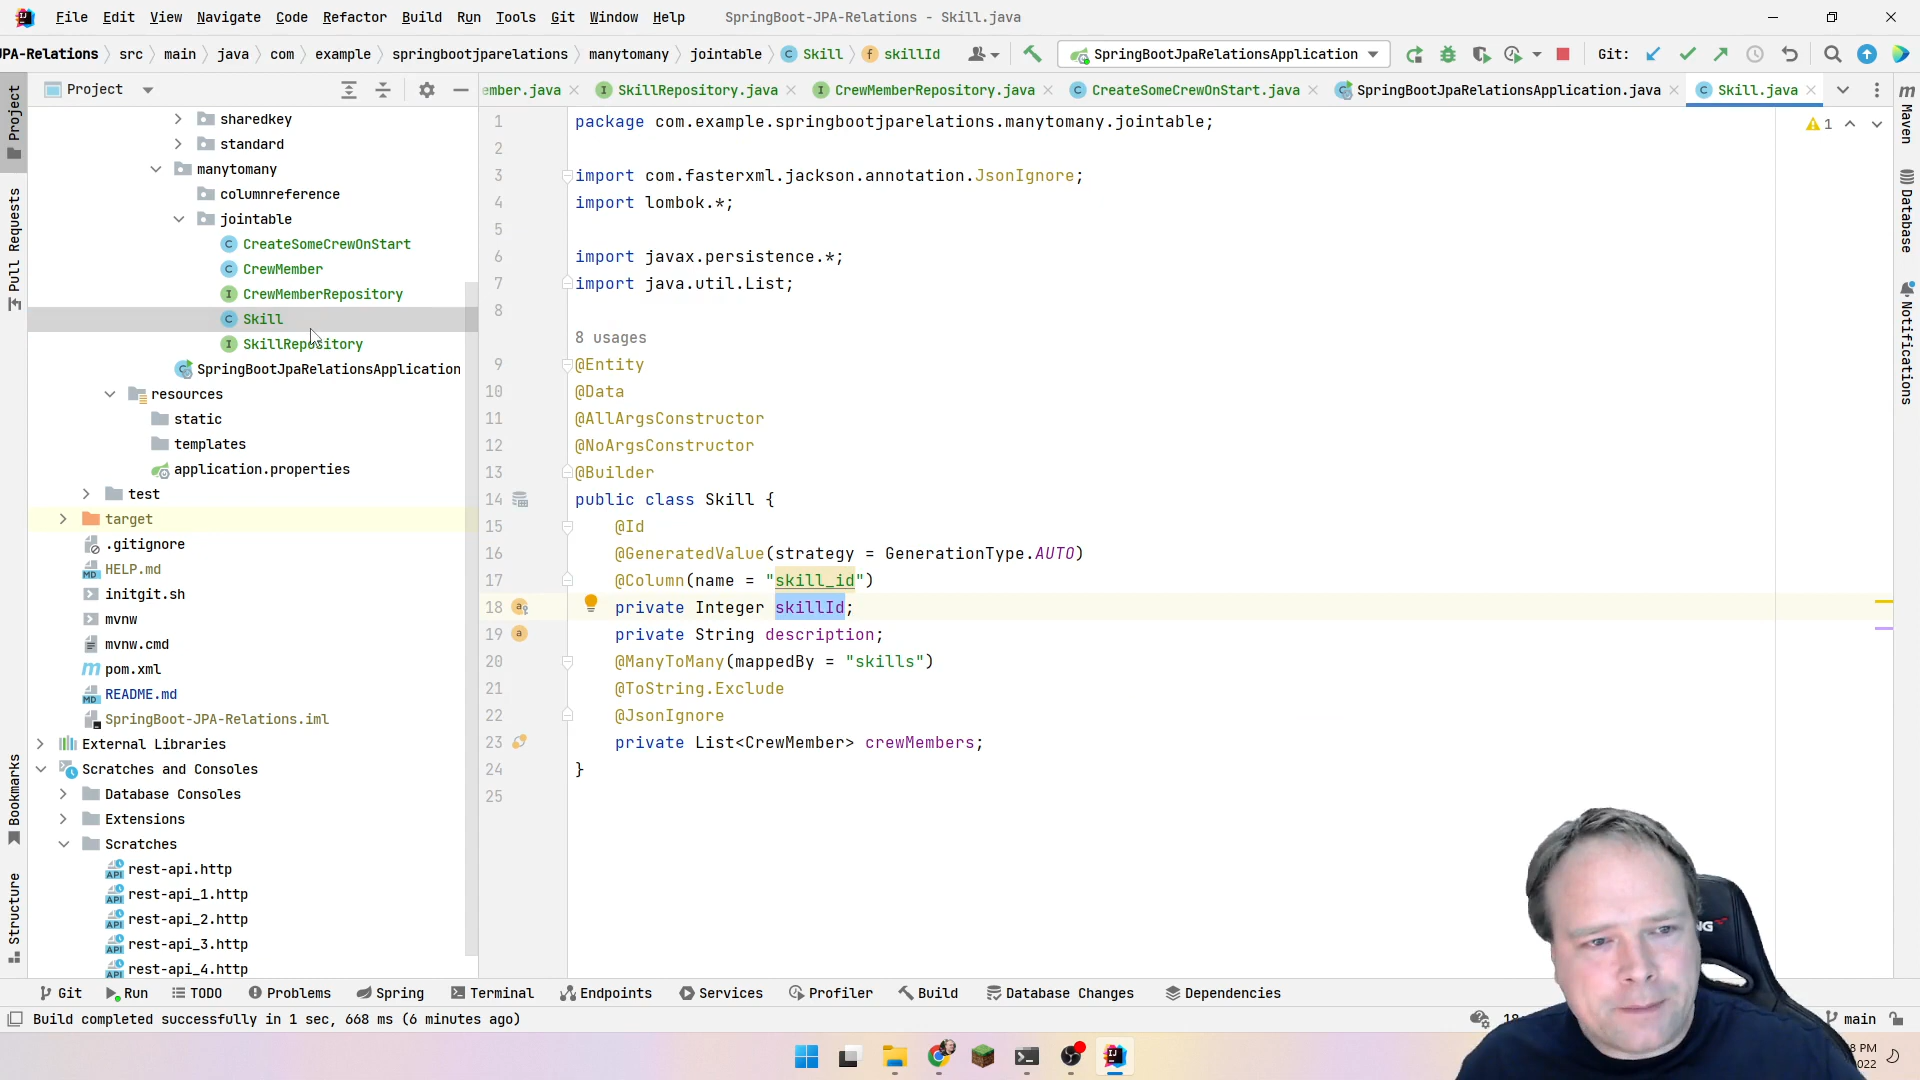 File Edit View Navigate Code Refactor Build Run Tools Git Window Help SpringBoot-JPA-Relations - Skill.java
JPA-Relations src main java com example springbootjparelations manytomany jointable Skill skillId SpringBootJpaRelationsApplication Git:
Project
ember.java SkillRepository.java CrewMemberRepository.java CreateSomeCrewOnStart.java SpringBootJpaRelationsApplication.java Skill.java
Project
Pull Requests
Bookmarks
Structure
sharedkey
standard
manytomany
columnreference
jointable
CreateSomeCrewOnStart
CrewMember
CrewMemberRepository
Skill
SkillRepository
SpringBootJpaRelationsApplication
resources
static
templates
application.properties
test
target
.gitignore
HELP.md
initgit.sh
mvnw
mvnw.cmd
pom.xml
README.md
SpringBoot-JPA-Relations.iml
External Libraries
Scratches and Consoles
Database Consoles
Extensions
Scratches
rest-api.http
rest-api_1.http
rest-api_2.http
rest-api_3.http
rest-api_4.http
1 package com.example.springbootjparelations.manytomany.jointable;
2
3 import com.fasterxml.jackson.annotation.JsonIgnore;
4 import lombok.*;
5
6 import javax.persistence.*;
7 import java.util.List;
8
8 usages
9 @Entity
10 @Data
11 @AllArgsConstructor
12 @NoArgsConstructor
13 @Builder
14 public class Skill {
15 @Id
16 @GeneratedValue(strategy = GenerationType.AUTO)
17 @Column(name = "skill_id")
18 private Integer skillId;
19 private String description;
20 @ManyToMany(mappedBy = "skills")
21 @ToString.Exclude
22 @JsonIgnore
23 private List<CrewMember> crewMembers;
24 }
25
1
Maven
Database
Notifications
Git Run TODO Problems Spring Terminal Endpoints Services Profiler Build Database Changes Dependencies
Build completed successfully in 1 sec, 668 ms (6 minutes ago)
main
8 PM
022